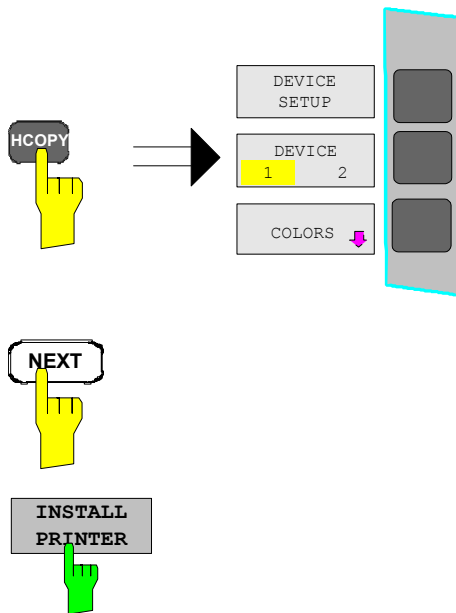 HCOPY
DEVICE
SETUP
DEVICE
1 2
COLORS
NEXT
INSTALL
PRINTER